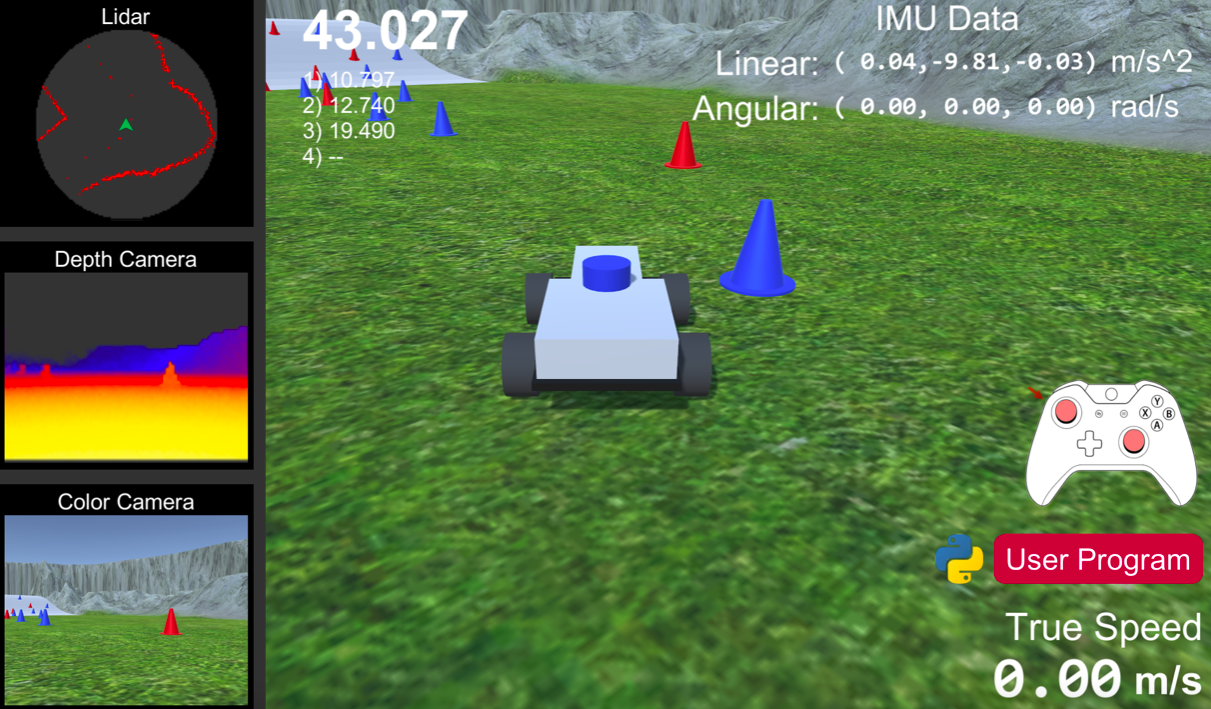 Lidar
Depth Camera
Color Camera
43.027
1) 10.797
2) 12.740
3) 19.490
4) --
IMU Data
Linear: ( 0.04,-9.81,-0.03) m/s^2
Angular: ( 0.00, 0.00, 0.00) rad/s
Y
X B
A
User Program
True Speed
0.00 m/s